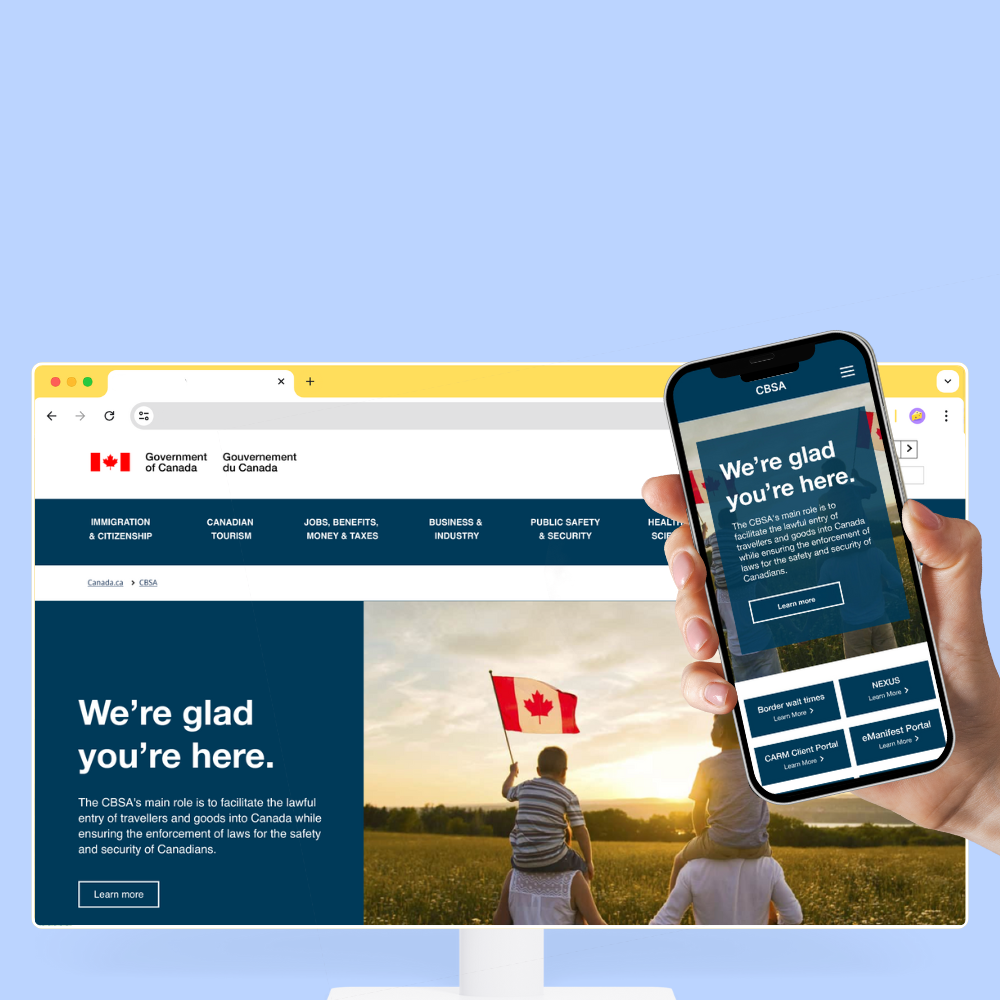 Government
of Canada
Gouvernement
du Canada
IMMIGRATION
& CITIZENSHIP
CANADIAN
TOURISM
JOBS, BENEFITS,
MONEY & TAXES
BUSINESS &
INDUSTRY
PUBLIC SAFETY
& SECURITY
HEALTH
Canada.ca > CBSA
We're glad
you're here.
The CBSA's main role is to facilitate the lawful
entry of travellers and goods into Canada while
ensuring the enforcement of laws for the safety
and security of Canadians.
Learn more
CBSA
We're glad
you're here.
The CBSA's main role is to
facilitate the lawful entry of
travellers and goods into Canada
while ensuring the enforcement of
laws for the safety and security of
Canadians.
Learn more
Border wait times
Learn More >
NEXUS
Learn More >
CARM Client Portal
Learn More >
eManifest Portal
Learn More >